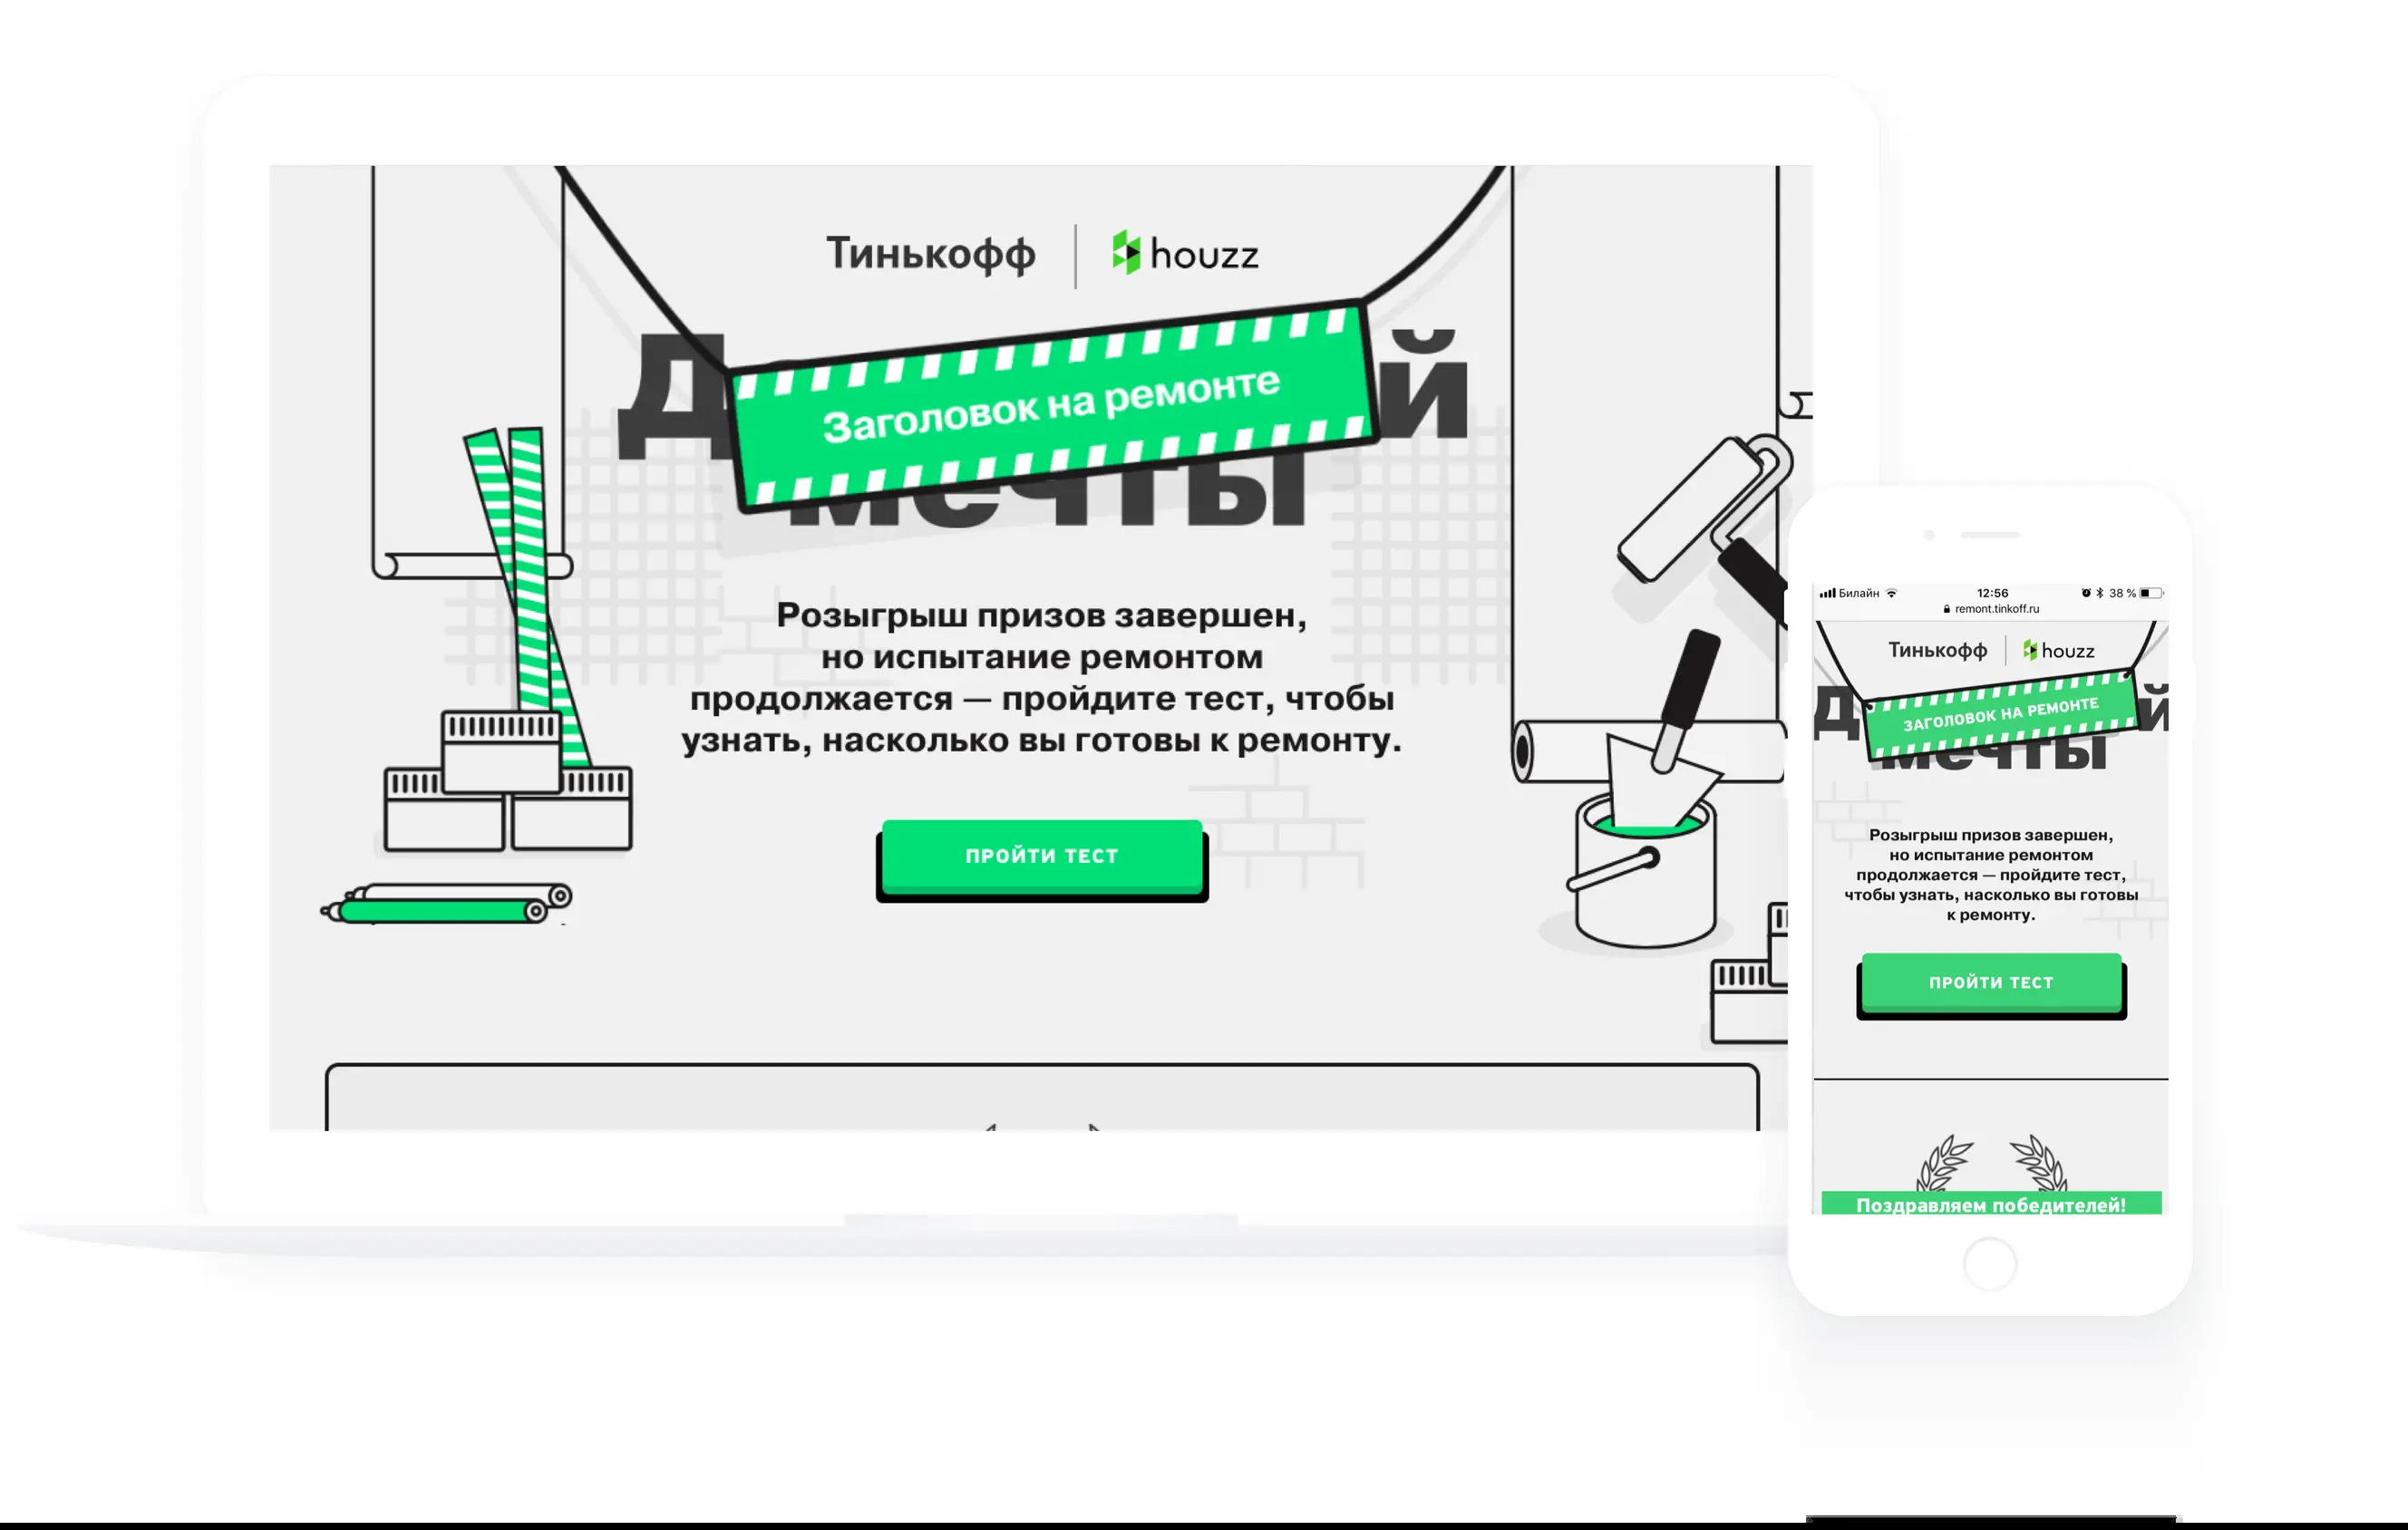 Тинькофф | houzz
Заголовок на ремонте
мечты
Розыгрыш призов завершен,
но испытание ремонтом
продолжается — пройдите тест, чтобы
узнать, насколько вы готовы к ремонту.
ПРОЙТИ ТЕСТ
Билайн 12:56 38 %
remont.tinkoff.ru
Тинькофф | houzz
ЗАГОЛОВОК НА РЕМОНТЕ
мечты
Розыгрыш призов завершен,
но испытание ремонтом
продолжается — пройдите тест,
чтобы узнать, насколько вы готовы
к ремонту.
ПРОЙТИ ТЕСТ
Поздравляем победителей!